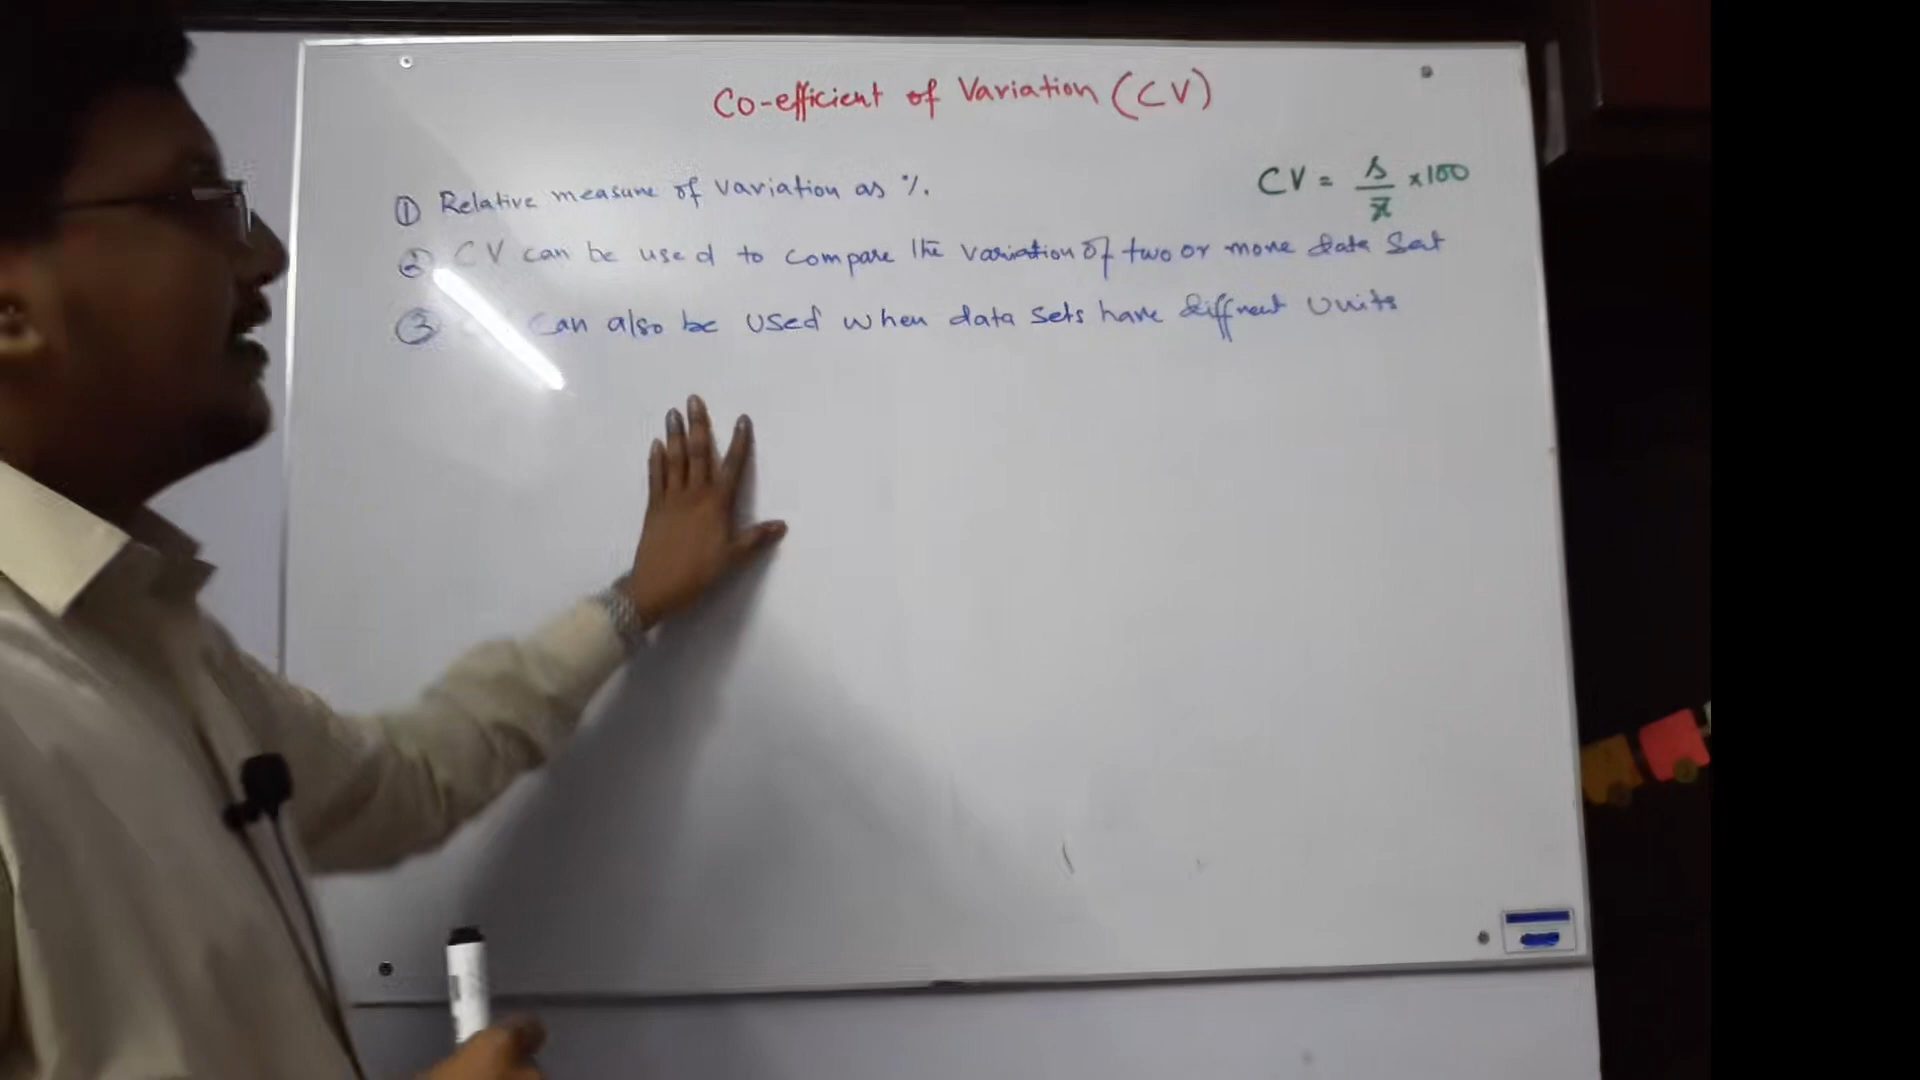 Co-efficient of Variation (CV)
CV = s/x̄ ×100
① Relative measure of variation as %.
② CV can be used to compare the variation of two or more data set
③ can also be used when data sets have diffrent units